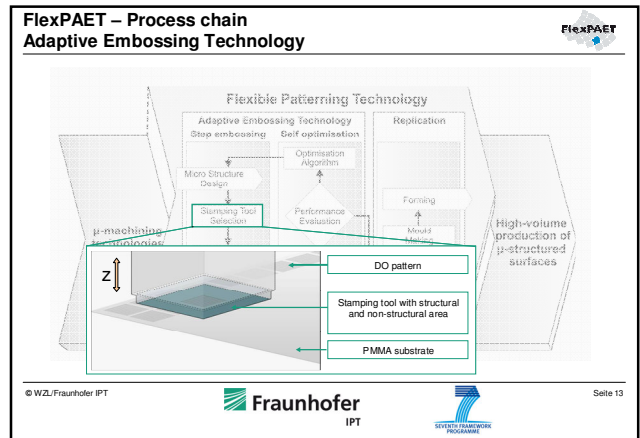 FlexPAET – Process chain
Adaptive Embossing Technology
FlexPAET
Flexible Patterning Technology
Adaptive Embossing Technology
Replication
Step embossing
Self optimisation
Optimisation
Algorithm
Micro Structure
Design
Forming
Stamping Tool
Selection
Performance
Evaluation
Mould
Making
µ-machining
technologies
High-volume
production of
µ-structured
surfaces
Z
DO pattern
Stamping tool with structural
and non-structural area
PMMA substrate
© WZL/Fraunhofer IPT
Fraunhofer
IPT
SEVENTH FRAMEWORK
PROGRAMME
Seite 13